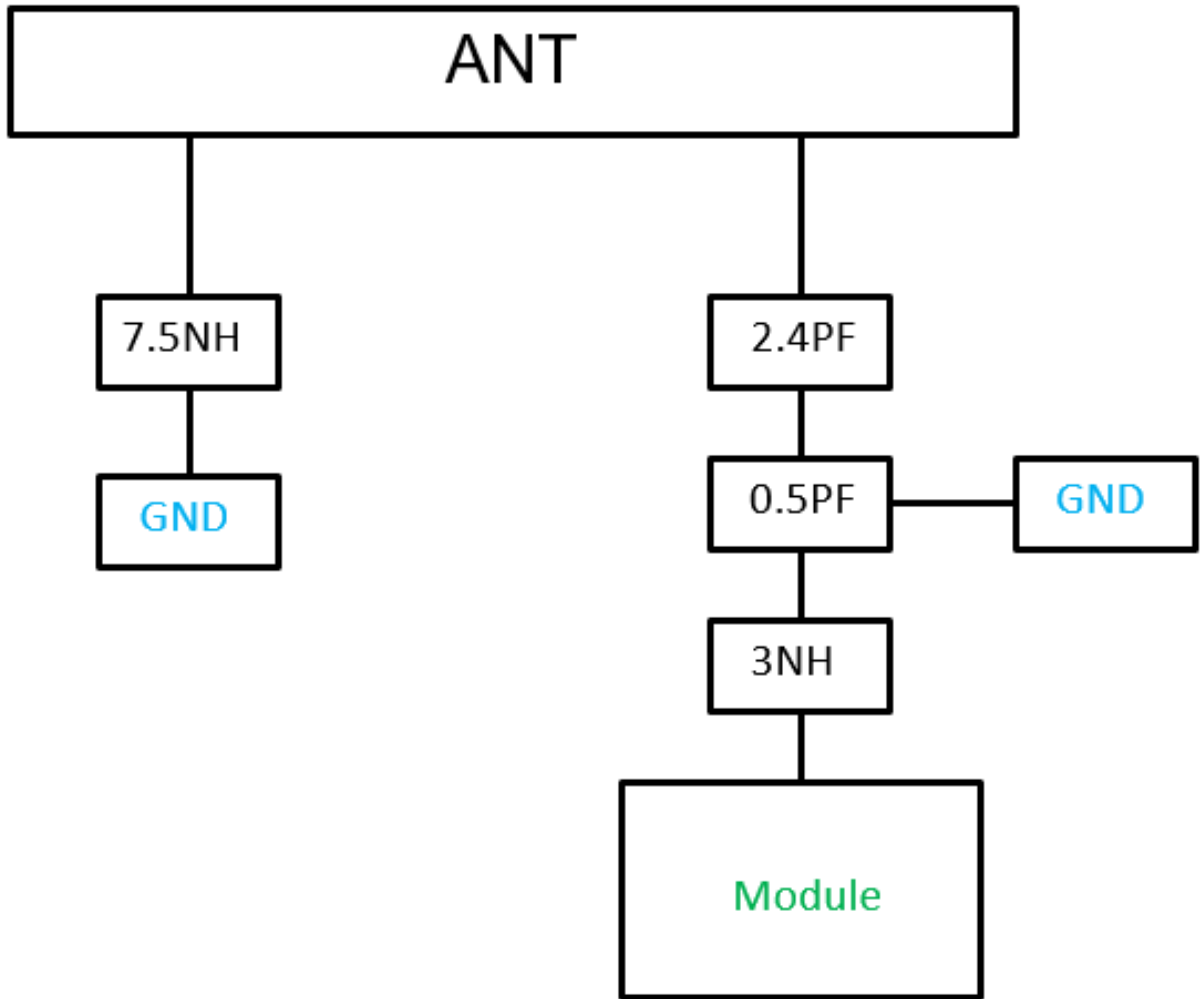 ANT
7.5NH
2.4PF
GND
0.5PF
GND
3NH
Module